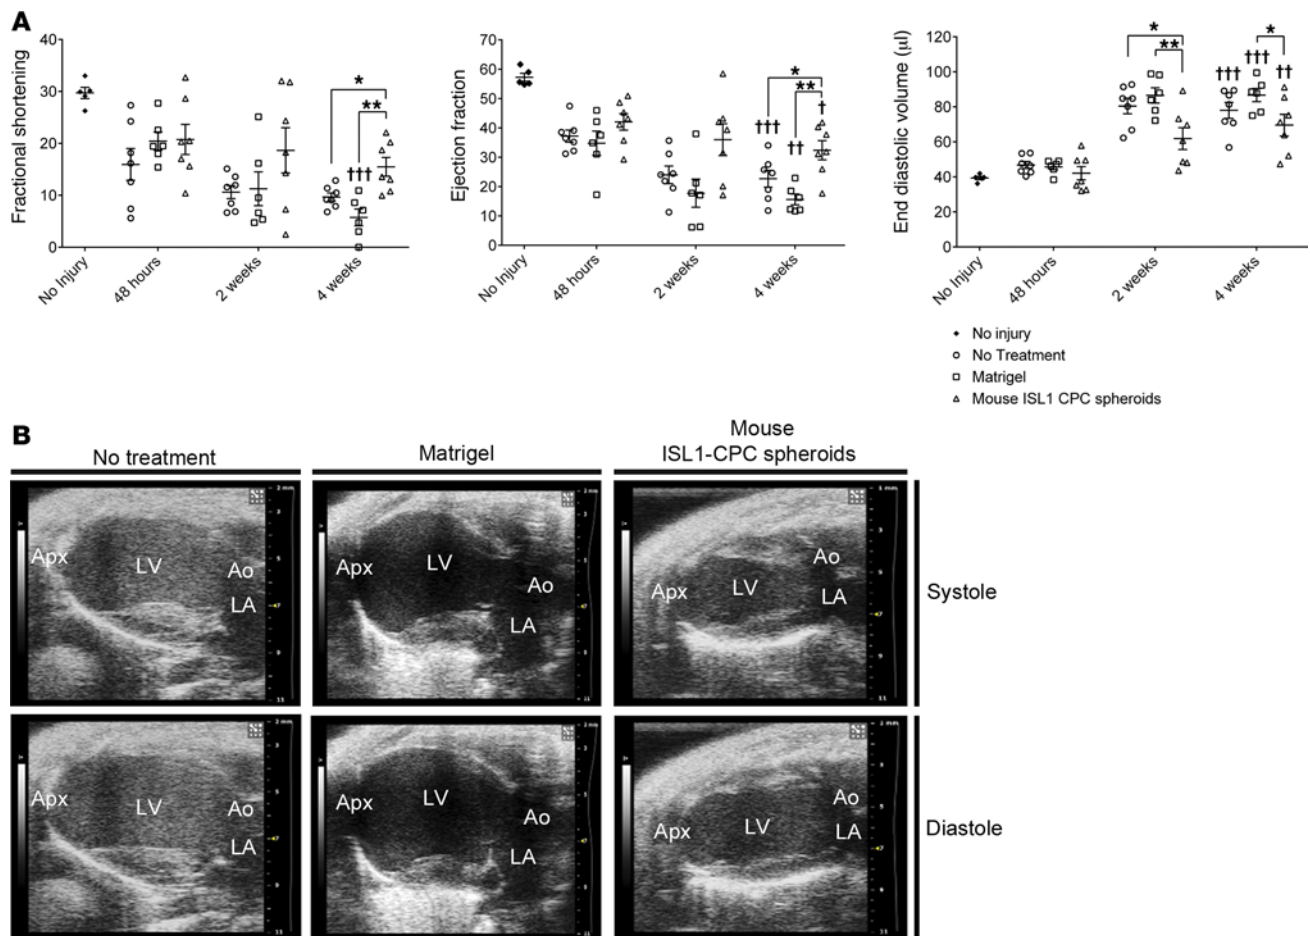 A
Fractional shortening
40
30
20
10
0
*
**
†††
No Injury
48 hours
2 weeks
4 weeks
Ejection fraction
70
60
50
40
30
20
10
0
*
**
†
†††
††
No Injury
48 hours
2 weeks
4 weeks
End diastolic volume (µl)
120
100
80
60
40
20
0
*
**
*
†††
†††
††
No Injury
48 hours
2 weeks
4 weeks
No injury
No Treatment
Matrigel
Mouse ISL1 CPC spheroids
B
No treatment
Matrigel
Mouse
ISL1-CPC spheroids
Apx LV Ao LA
Apx LV Ao LA
Apx LV Ao LA
Systole
Apx LV Ao LA
Apx LV Ao LA
Apx LV Ao LA
Diastole